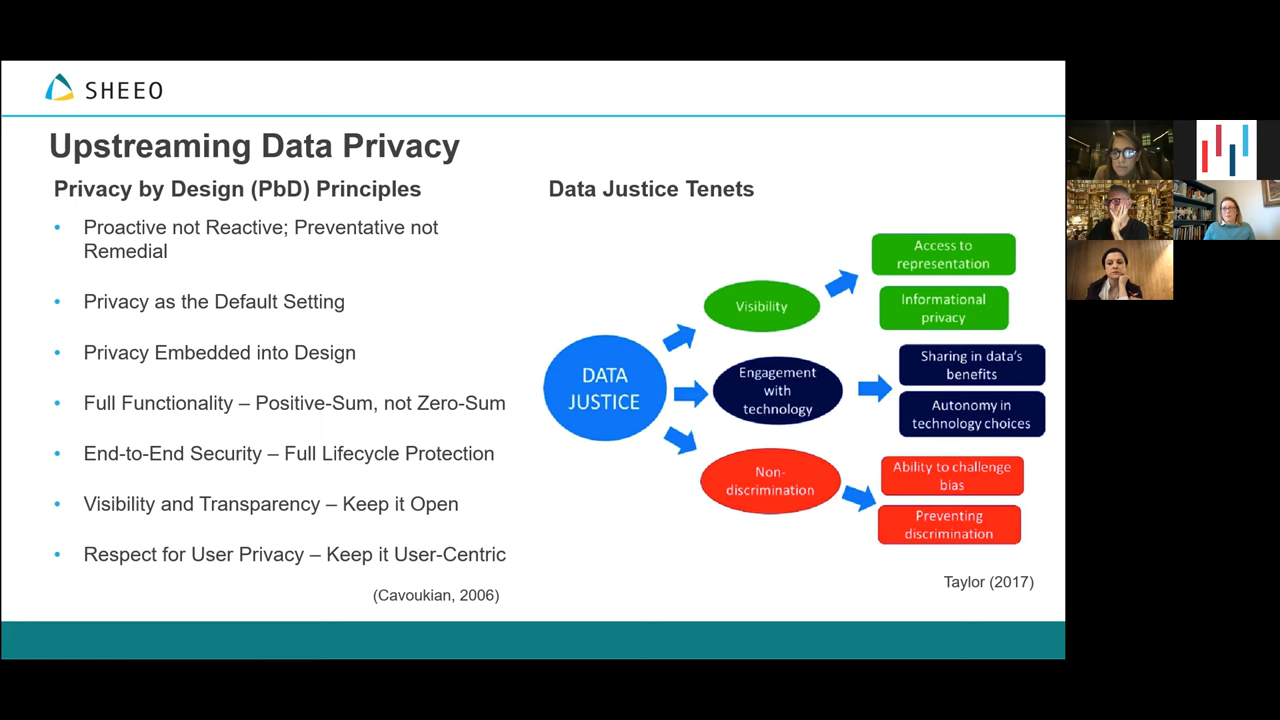 SHEEO
Upstreaming Data Privacy
Privacy by Design (PbD) Principles
• Proactive not Reactive; Preventative not
Remedial
• Privacy as the Default Setting
• Privacy Embedded into Design
• Full Functionality – Positive-Sum, not Zero-Sum
• End-to-End Security – Full Lifecycle Protection
• Visibility and Transparency – Keep it Open
• Respect for User Privacy – Keep it User-Centric
(Cavoukian, 2006)
Data Justice Tenets
DATA
JUSTICE
Visibility
Access to
representation
Informational
privacy
Engagement
with
technology
Sharing in data's
benefits
Autonomy in
technology choices
Non-
discrimination
Ability to challenge
bias
Preventing
discrimination
Taylor (2017)